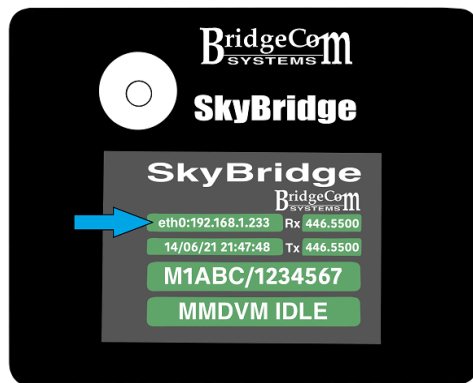 BridgeCom
SYSTEMS
SkyBridge
SkyBridge
BridgeCom
SYSTEMS
eth0:192.168.1.233 Rx 446.5500
14/06/21 21:47:48 Tx 446.5500
M1ABC/1234567
MMDVM IDLE